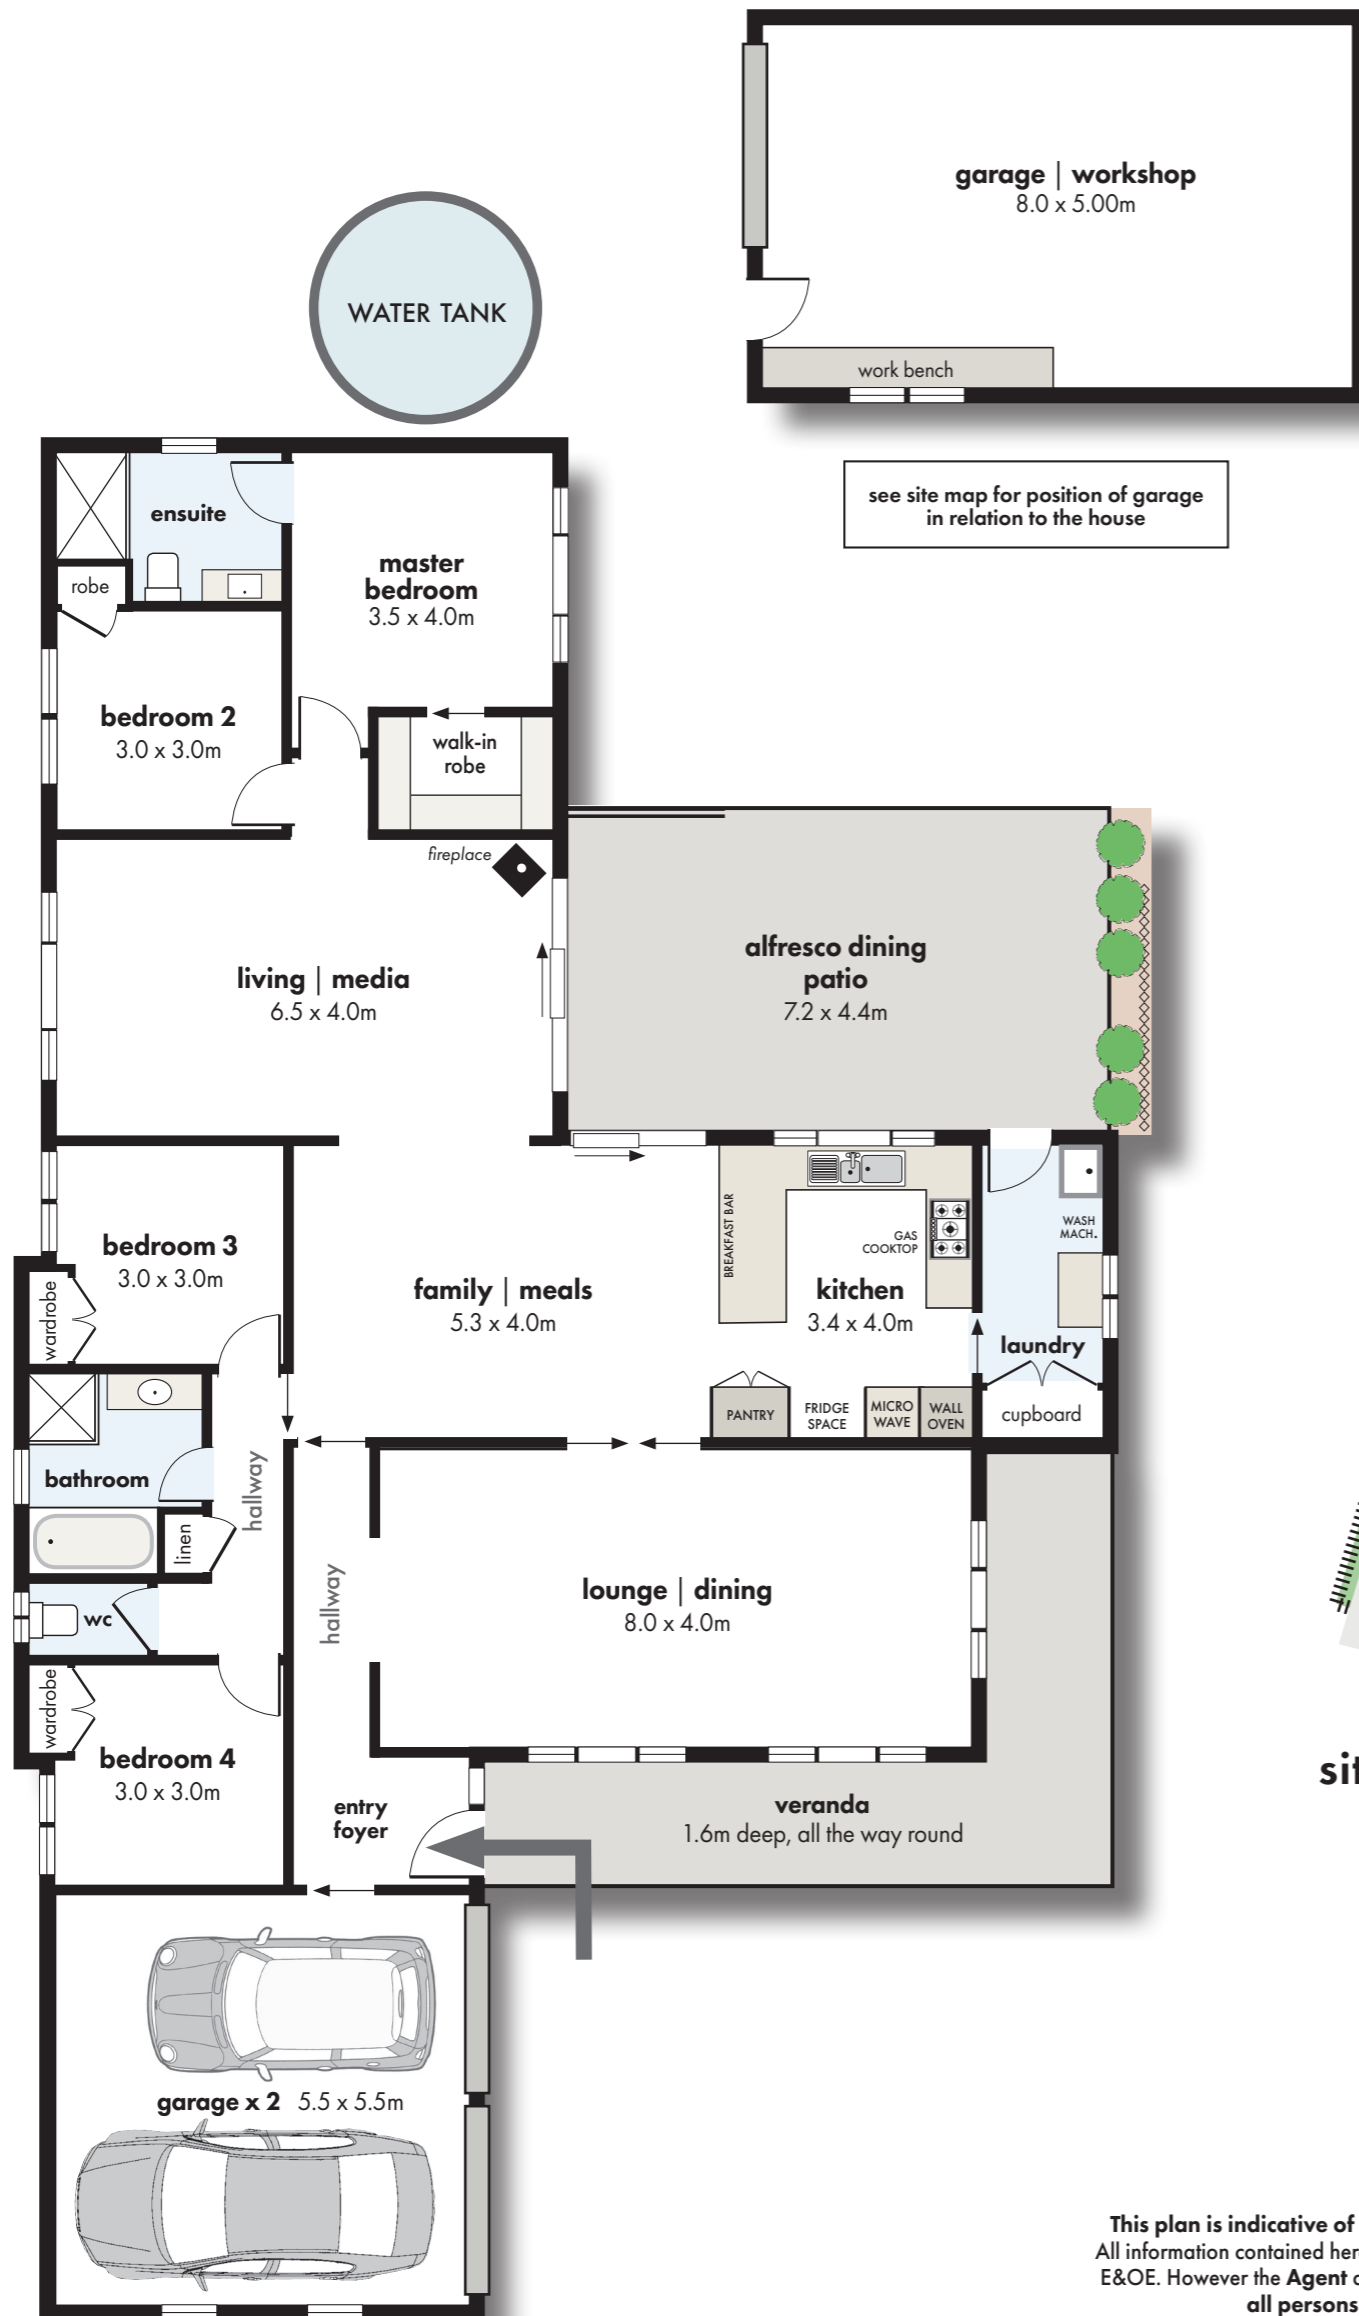 garage | workshop
8.0 x 5.00m
WATER TANK
work bench
see site map for position of garage
in relation to the house
ensuite
robe
master
bedroom
3.5 x 4.0m
bedroom 2
3.0 x 3.0m
walk-in
robe
fireplace
living | media
6.5 x 4.0m
alfresco dining
patio
7.2 x 4.4m
bedroom 3
3.0 x 3.0m
wardrobe
family | meals
5.3 x 4.0m
BREAKFAST BAR
GAS
COOKTOP
kitchen
3.4 x 4.0m
WASH
MACH.
laundry
PANTRY
FRIDGE
SPACE
MICRO
WAVE
WALL
OVEN
cupboard
bathroom
hallway
linen
wc
hallway
lounge | dining
8.0 x 4.0m
wardrobe
bedroom 4
3.0 x 3.0m
entry
foyer
veranda
1.6m deep, all the way round
sit
garage x 2 5.5 x 5.5m
This plan is indicative of
All information contained her
E&OE. However the Agent
all persons